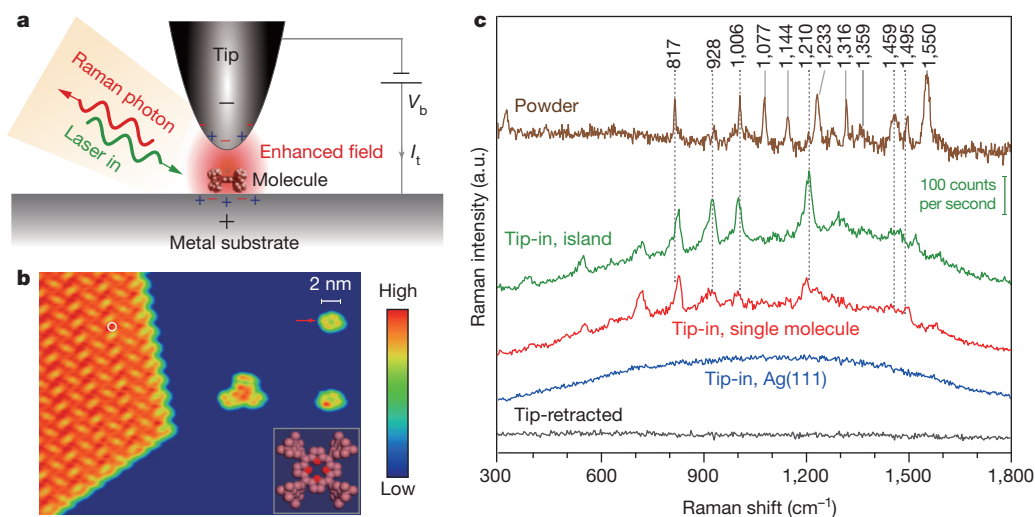 a
Tip
−
Raman photon
Laser in
Enhanced field
Molecule
+
Metal substrate
V_b
I_t
b
2 nm
High
Low
c
817
928
1,006
1,077
1,144
1,210
1,233
1,316
1,359
1,459
1,495
1,550
Powder
100 counts
per second
Tip-in, island
Tip-in, single molecule
Tip-in, Ag(111)
Tip-retracted
Raman intensity (a.u.)
300 600 900 1,200 1,500 1,800
Raman shift (cm⁻¹)